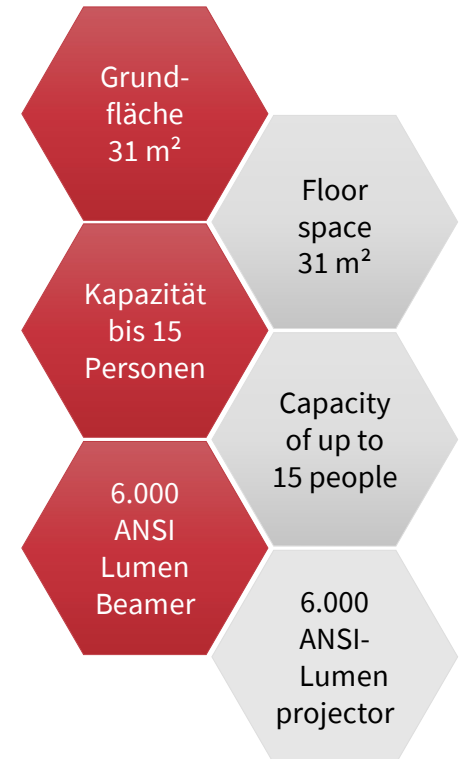 Grund-
fläche
31 m²
Floor
space
31 m²
Kapazität
bis 15
Personen
Capacity
of up to
15 people
6.000
ANSI
Lumen
Beamer
6.000
ANSI-
Lumen
projector